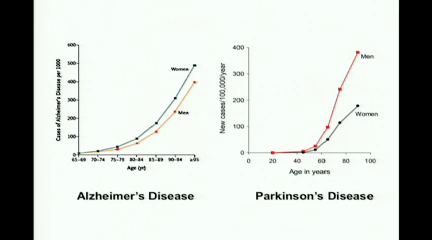 600
500
400
300
200
100
0
Cases of Alzheimer's Disease per 1000
Women
Men
65-69 70-74 75-79 80-84 85-89 90-94 ≥95
Age (yr)
Alzheimer's Disease
400
300
200
100
0
New cases/100,000/year
Men
Women
0 20 40 60 80 100
Age in years
Parkinson's Disease